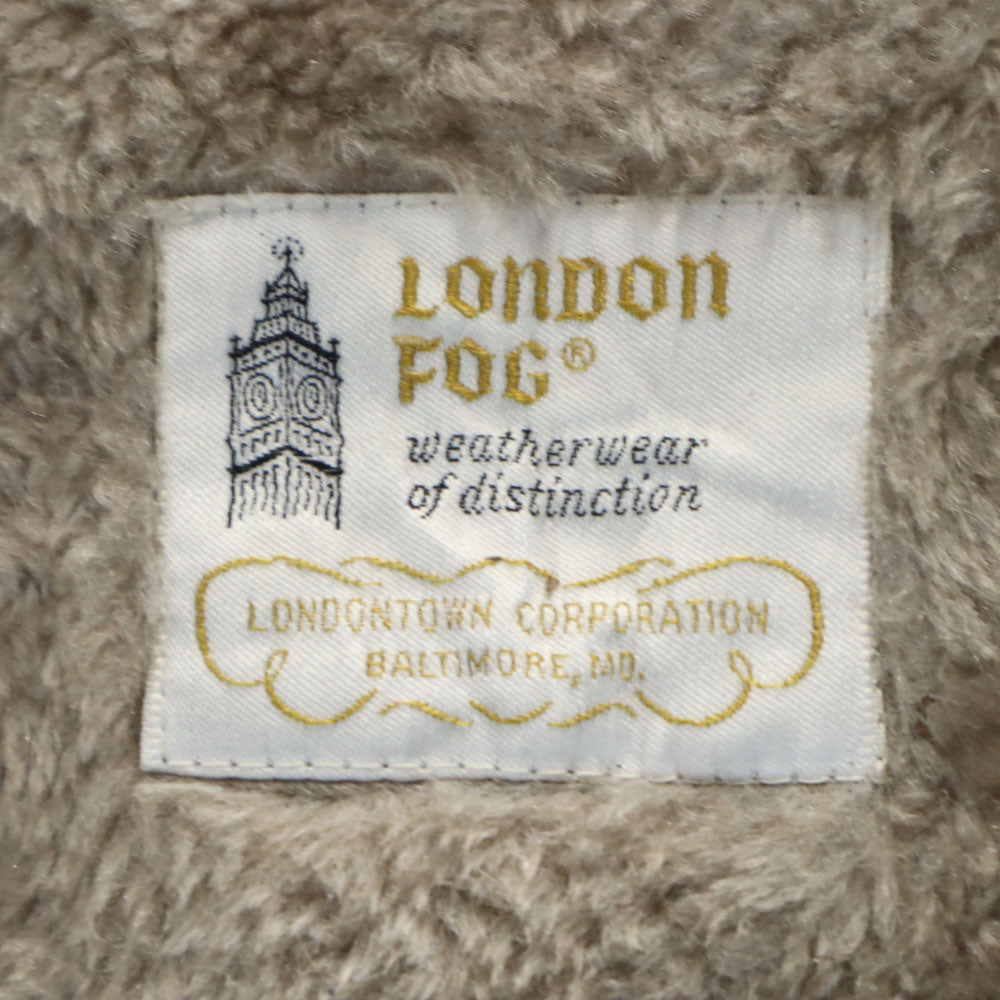 LONDON
FOG®
weatherwear
of distinction
LONDONTOWN CORPORATION
BALTIMORE, MD.